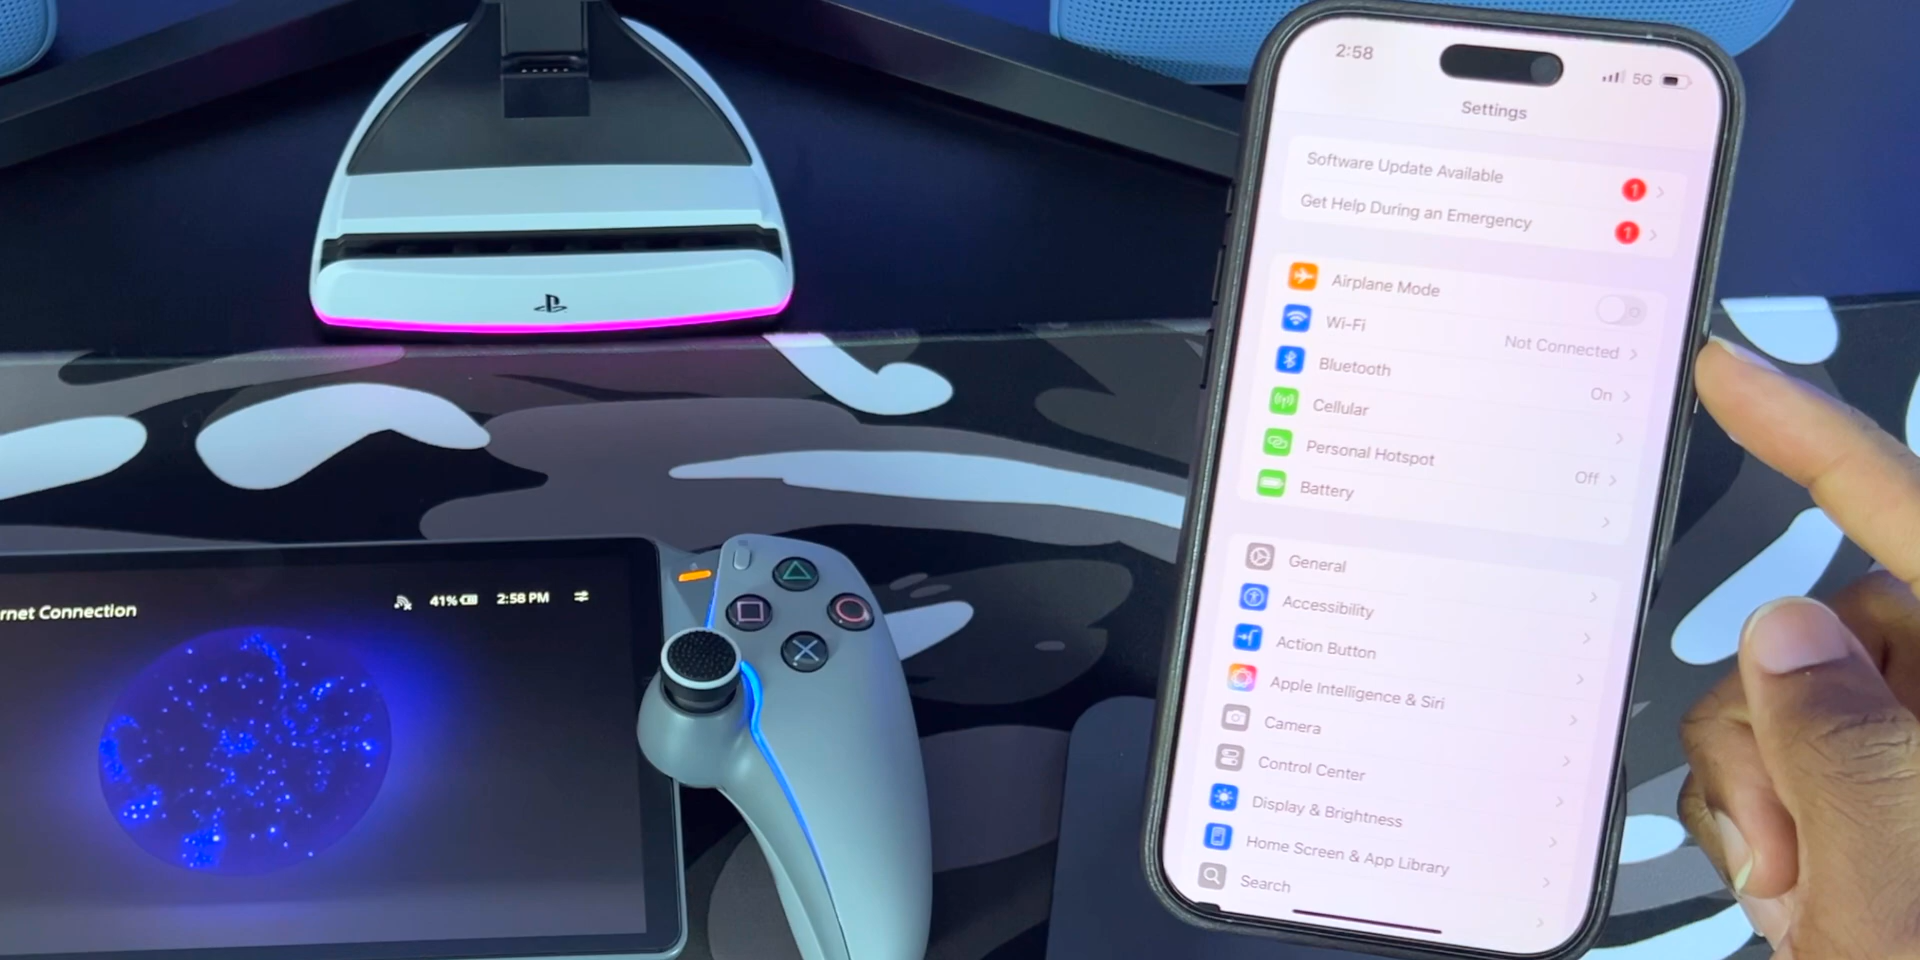 2:58
5G
Settings
Software Update Available
1
Get Help During an Emergency
1
Airplane Mode
Wi-Fi
Not Connected
Bluetooth
On
Cellular
Personal Hotspot
Off
Battery
General
Accessibility
Action Button
Apple Intelligence & Siri
Camera
Control Center
Display & Brightness
Home Screen & App Library
Search
rnet Connection
41%
2:58 PM